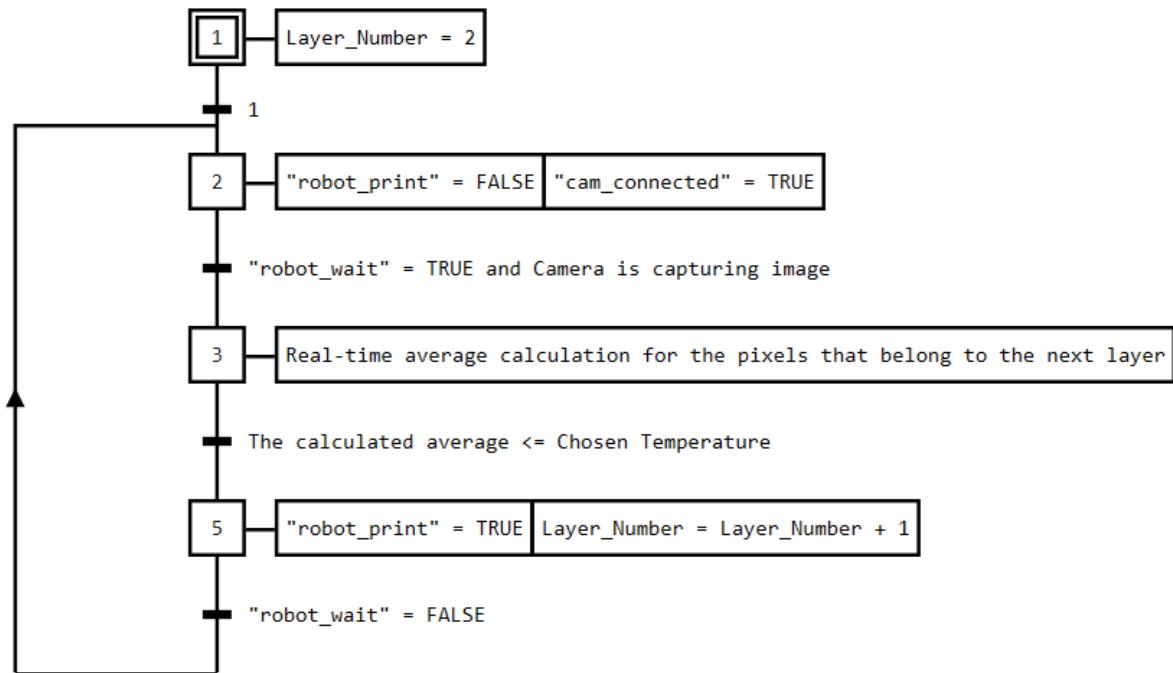 1 Layer_Number = 2
1
2 "robot_print" = FALSE "cam_connected" = TRUE
"robot_wait" = TRUE and Camera is capturing image
3 Real-time average calculation for the pixels that belong to the next layer
The calculated average <= Chosen Temperature
5 "robot_print" = TRUE Layer_Number = Layer_Number + 1
"robot_wait" = FALSE